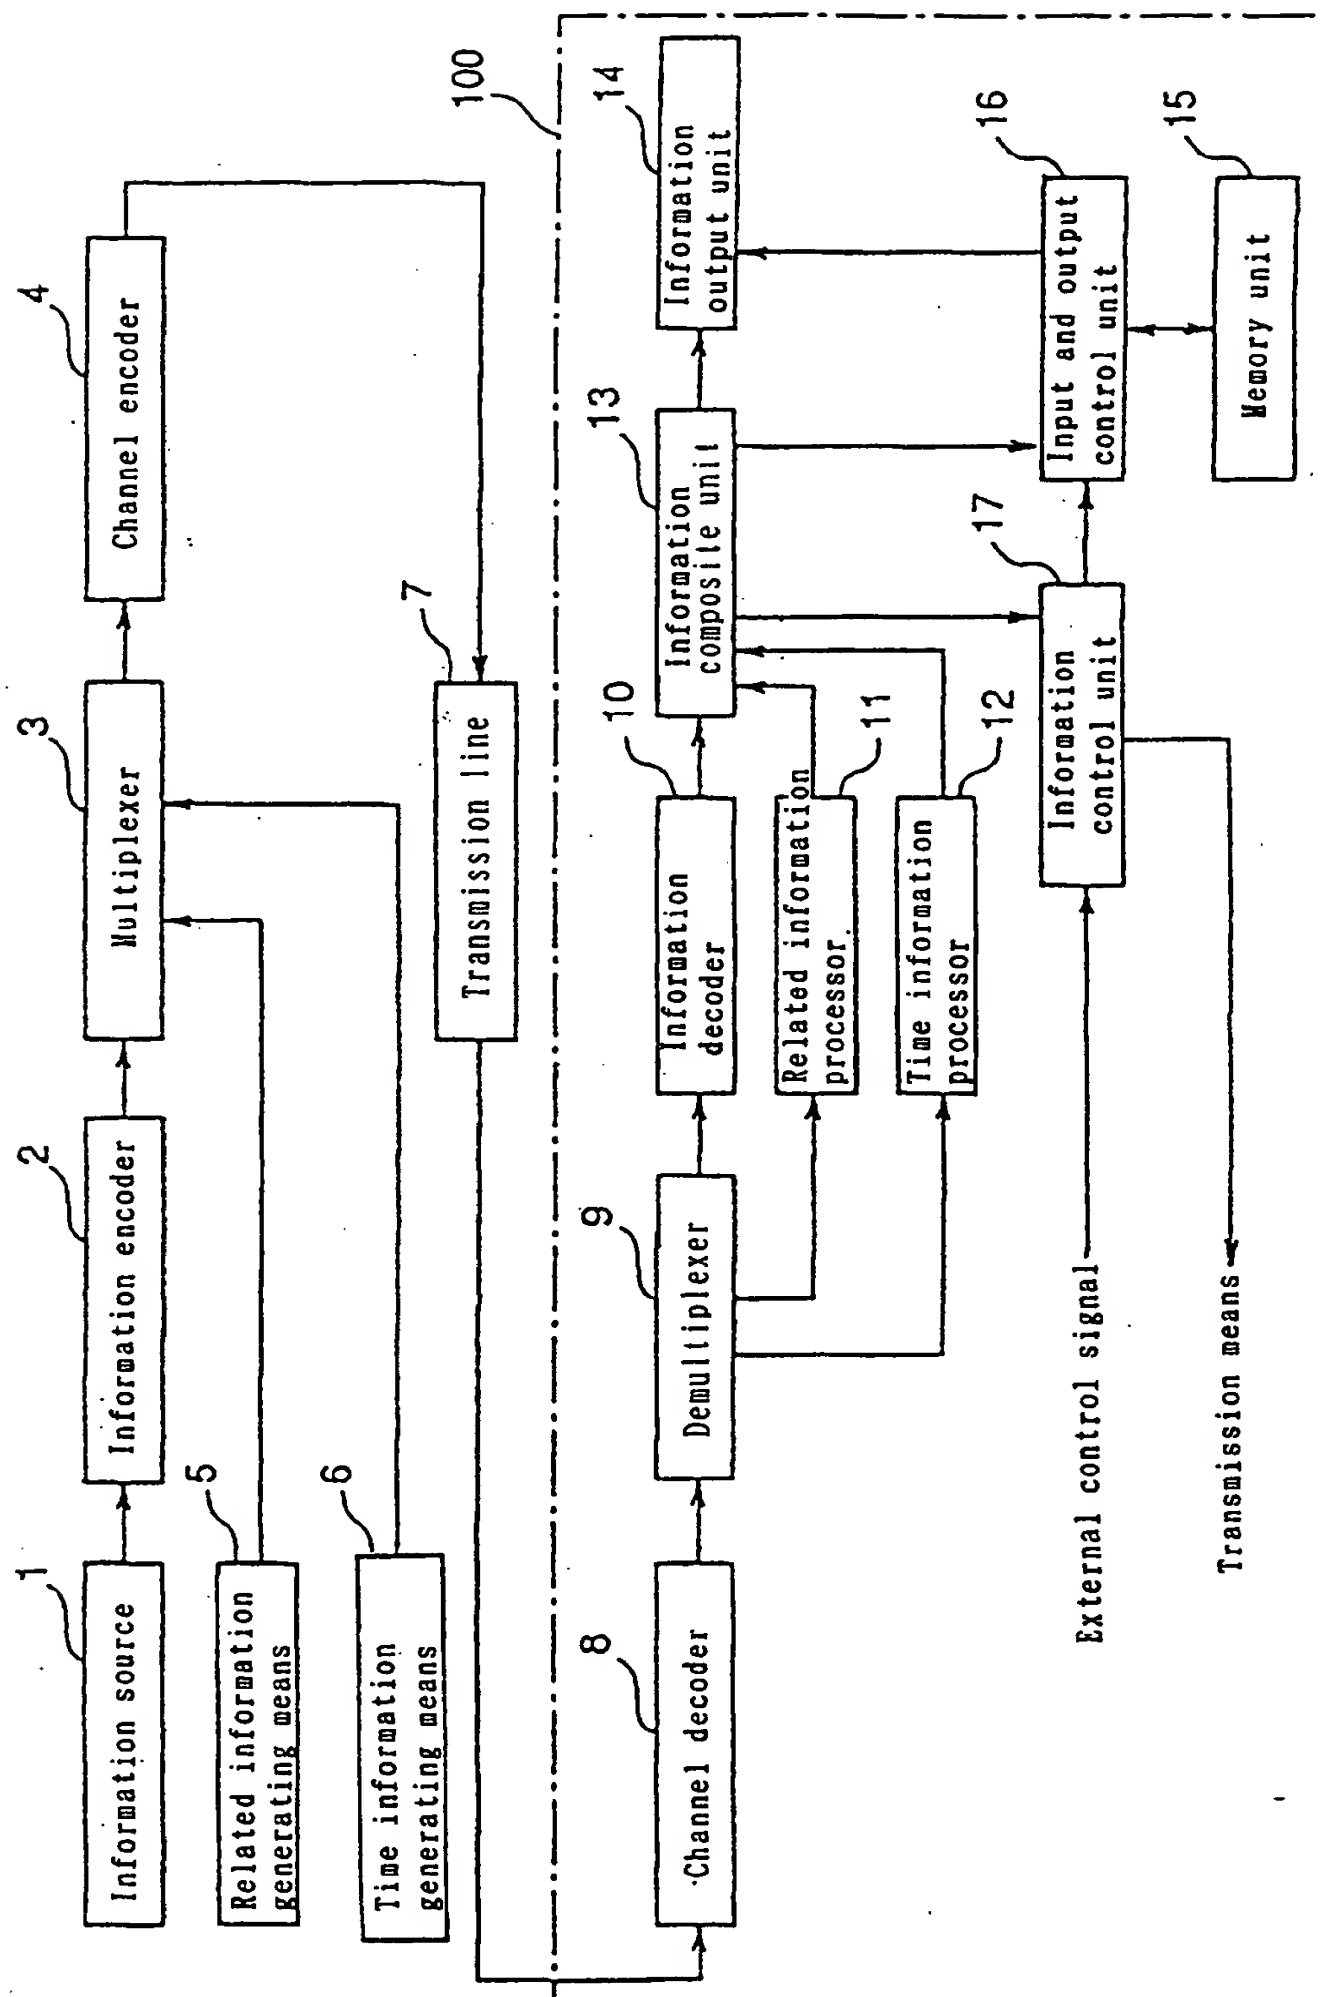 1
Information source
2
Information encoder
3
Multiplexer
4
Channel encoder
5
Related information
generating means
6
Time information
generating means
7
Transmission line
100
8
Channel decoder
9
Demultiplexer
10
Information
decoder
11
Related information
processor
12
Time information
processor
13
Information
composite unit
14
Information
output unit
17
Information
control unit
16
Input and output
control unit
15
Memory unit
External control signal
Transmission means